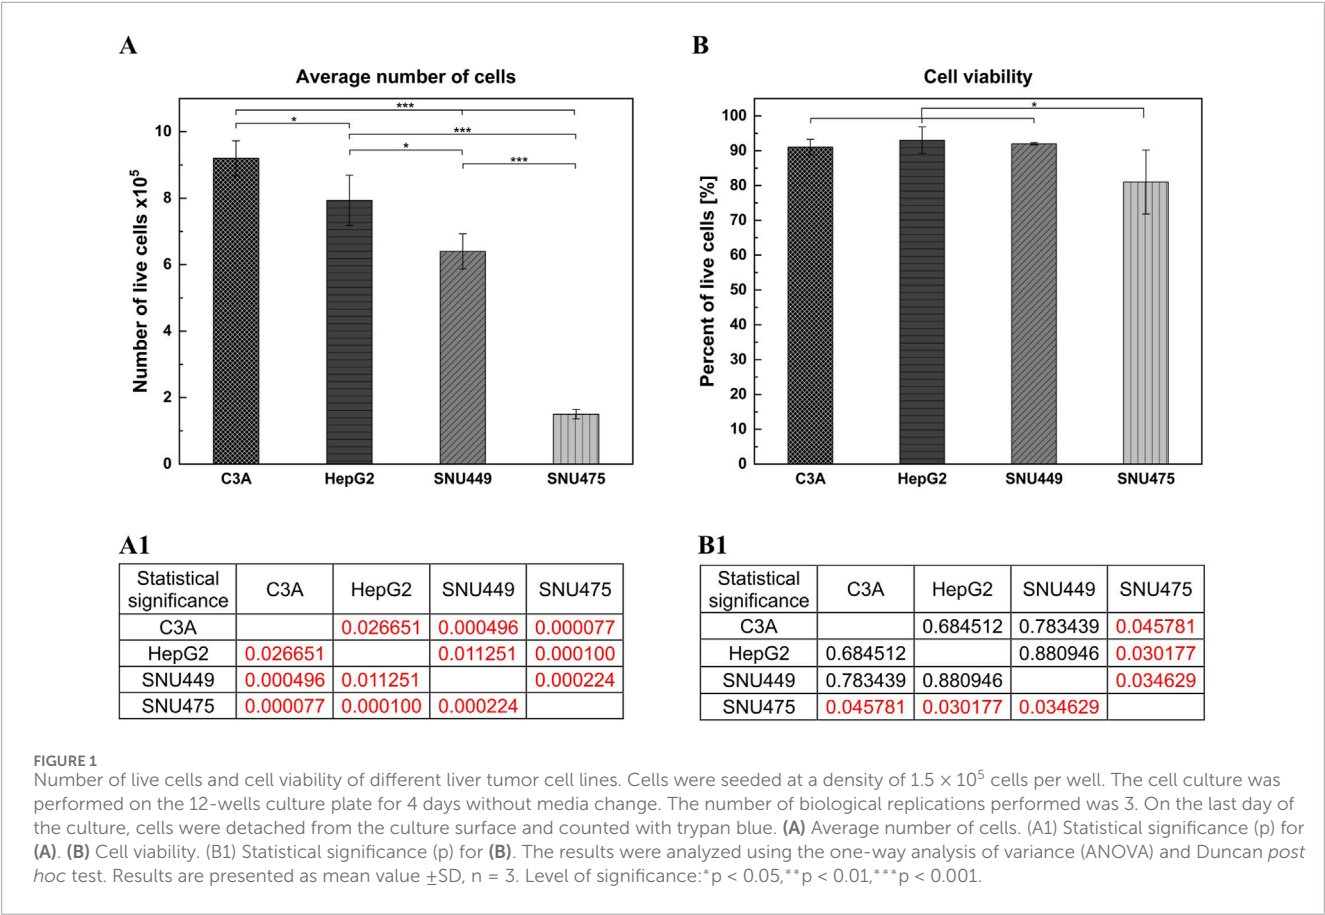 A
Average number of cells
Number of live cells x10⁵
10
8
6
4
2
0
***
*
***
*
***
C3A HepG2 SNU449 SNU475
B
Cell viability
Percent of live cells [%]
100
90
80
70
60
50
40
30
20
10
0
*
C3A HepG2 SNU449 SNU475
A1
Statistical significance C3A HepG2 SNU449 SNU475
C3A 0.026651 0.000496 0.000077
HepG2 0.026651 0.011251 0.000100
SNU449 0.000496 0.011251 0.000224
SNU475 0.000077 0.000100 0.000224
B1
Statistical significance C3A HepG2 SNU449 SNU475
C3A 0.684512 0.783439 0.045781
HepG2 0.684512 0.880946 0.030177
SNU449 0.783439 0.880946 0.034629
SNU475 0.045781 0.030177 0.034629
FIGURE 1
Number of live cells and cell viability of different liver tumor cell lines. Cells were seeded at a density of 1.5 × 10⁵ cells per well. The cell culture was
performed on the 12-wells culture plate for 4 days without media change. The number of biological replications performed was 3. On the last day of
the culture, cells were detached from the culture surface and counted with trypan blue. (A) Average number of cells. (A1) Statistical significance (p) for
(A). (B) Cell viability. (B1) Statistical significance (p) for (B). The results were analyzed using the one-way analysis of variance (ANOVA) and Duncan post
hoc test. Results are presented as mean value ±SD, n = 3. Level of significance:*p < 0.05,**p < 0.01,***p < 0.001.